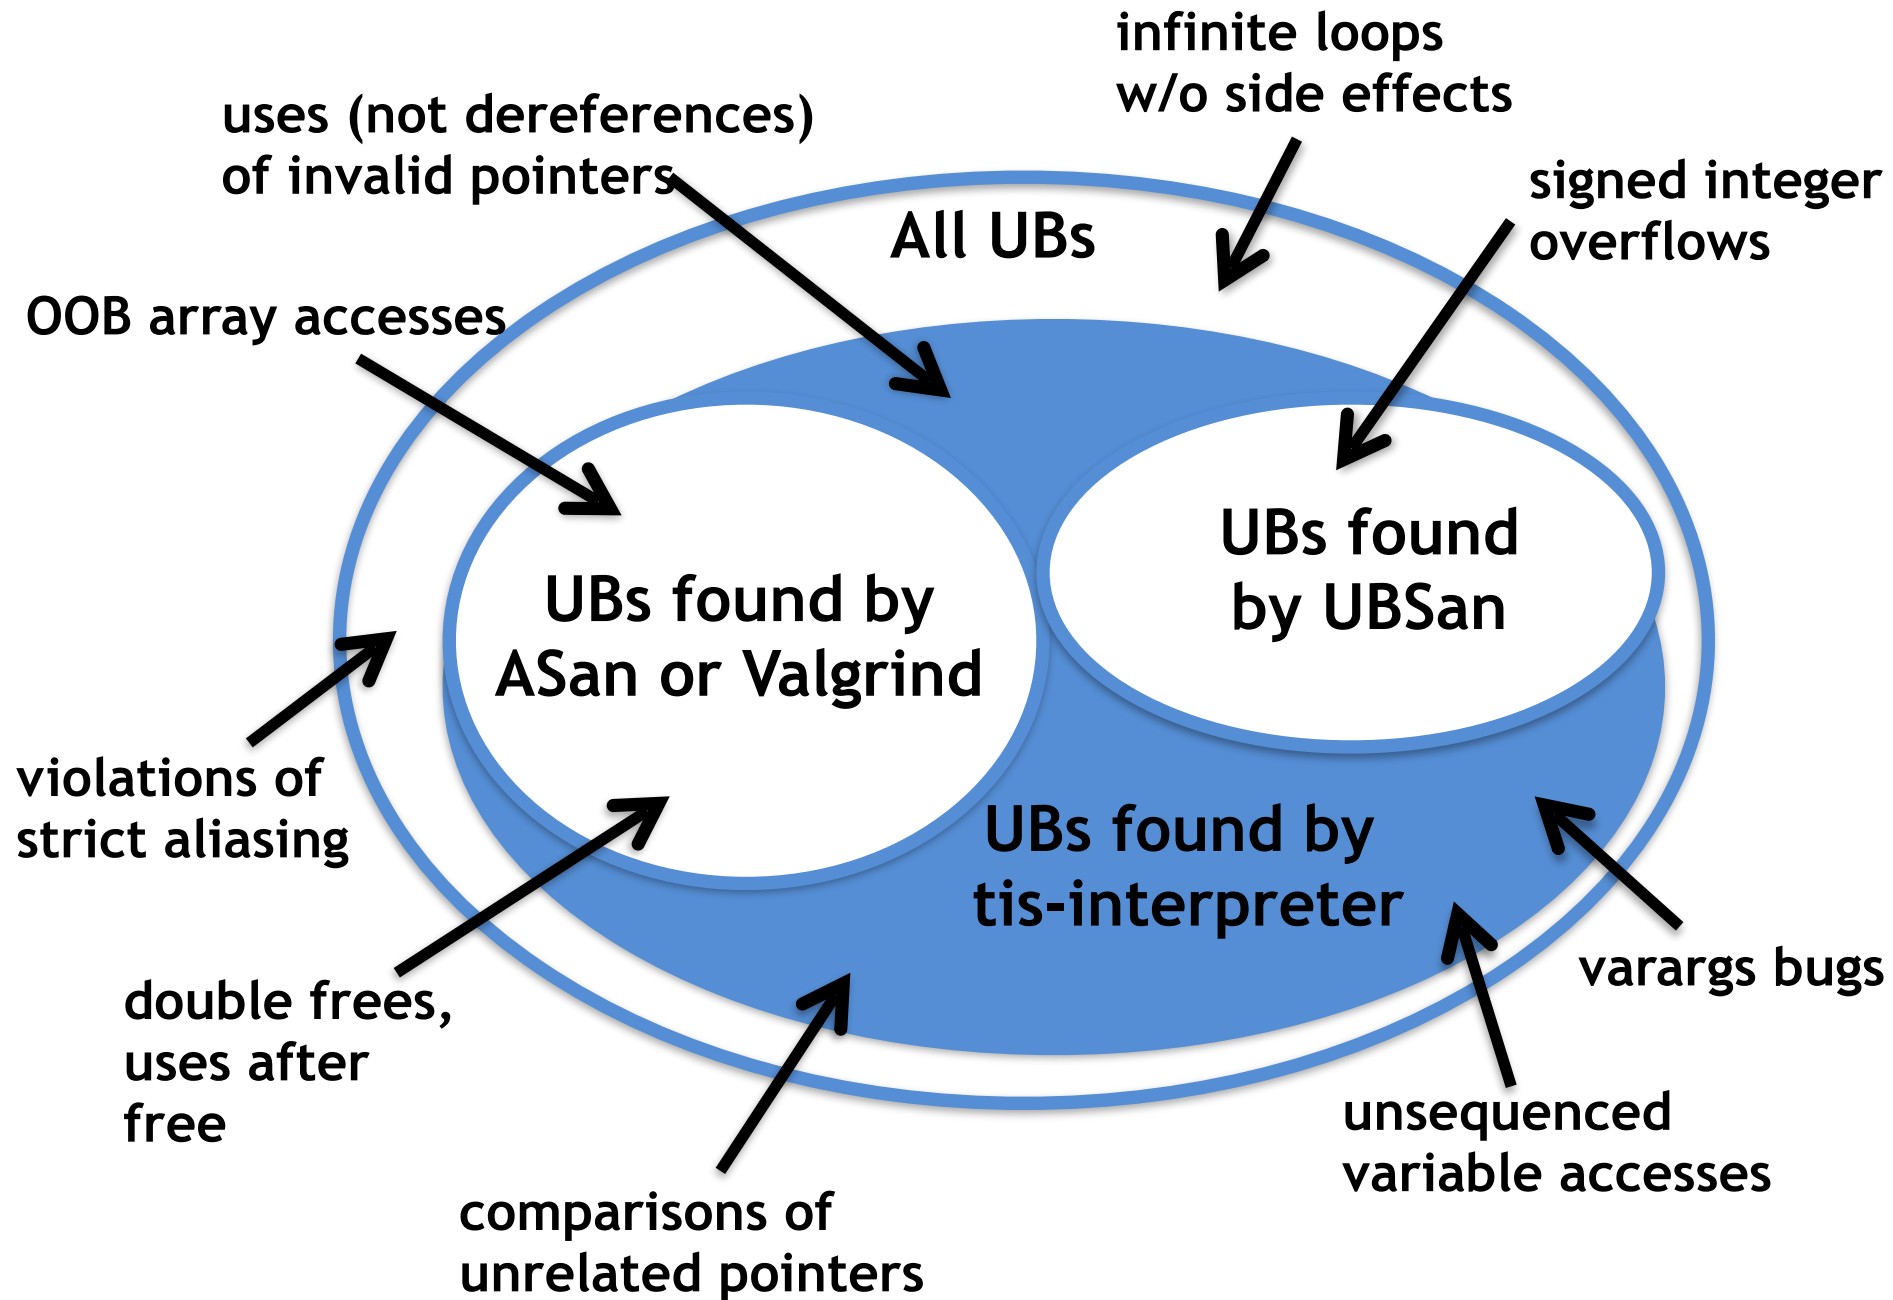 infinite loops
w/o side effects
uses (not dereferences)
of invalid pointers
signed integer
overflows
All UBs
OOB array accesses
UBs found
by UBSan
UBs found by
ASan or Valgrind
violations of
strict aliasing
UBs found by
tis-interpreter
varargs bugs
double frees,
uses after
free
unsequenced
variable accesses
comparisons of
unrelated pointers